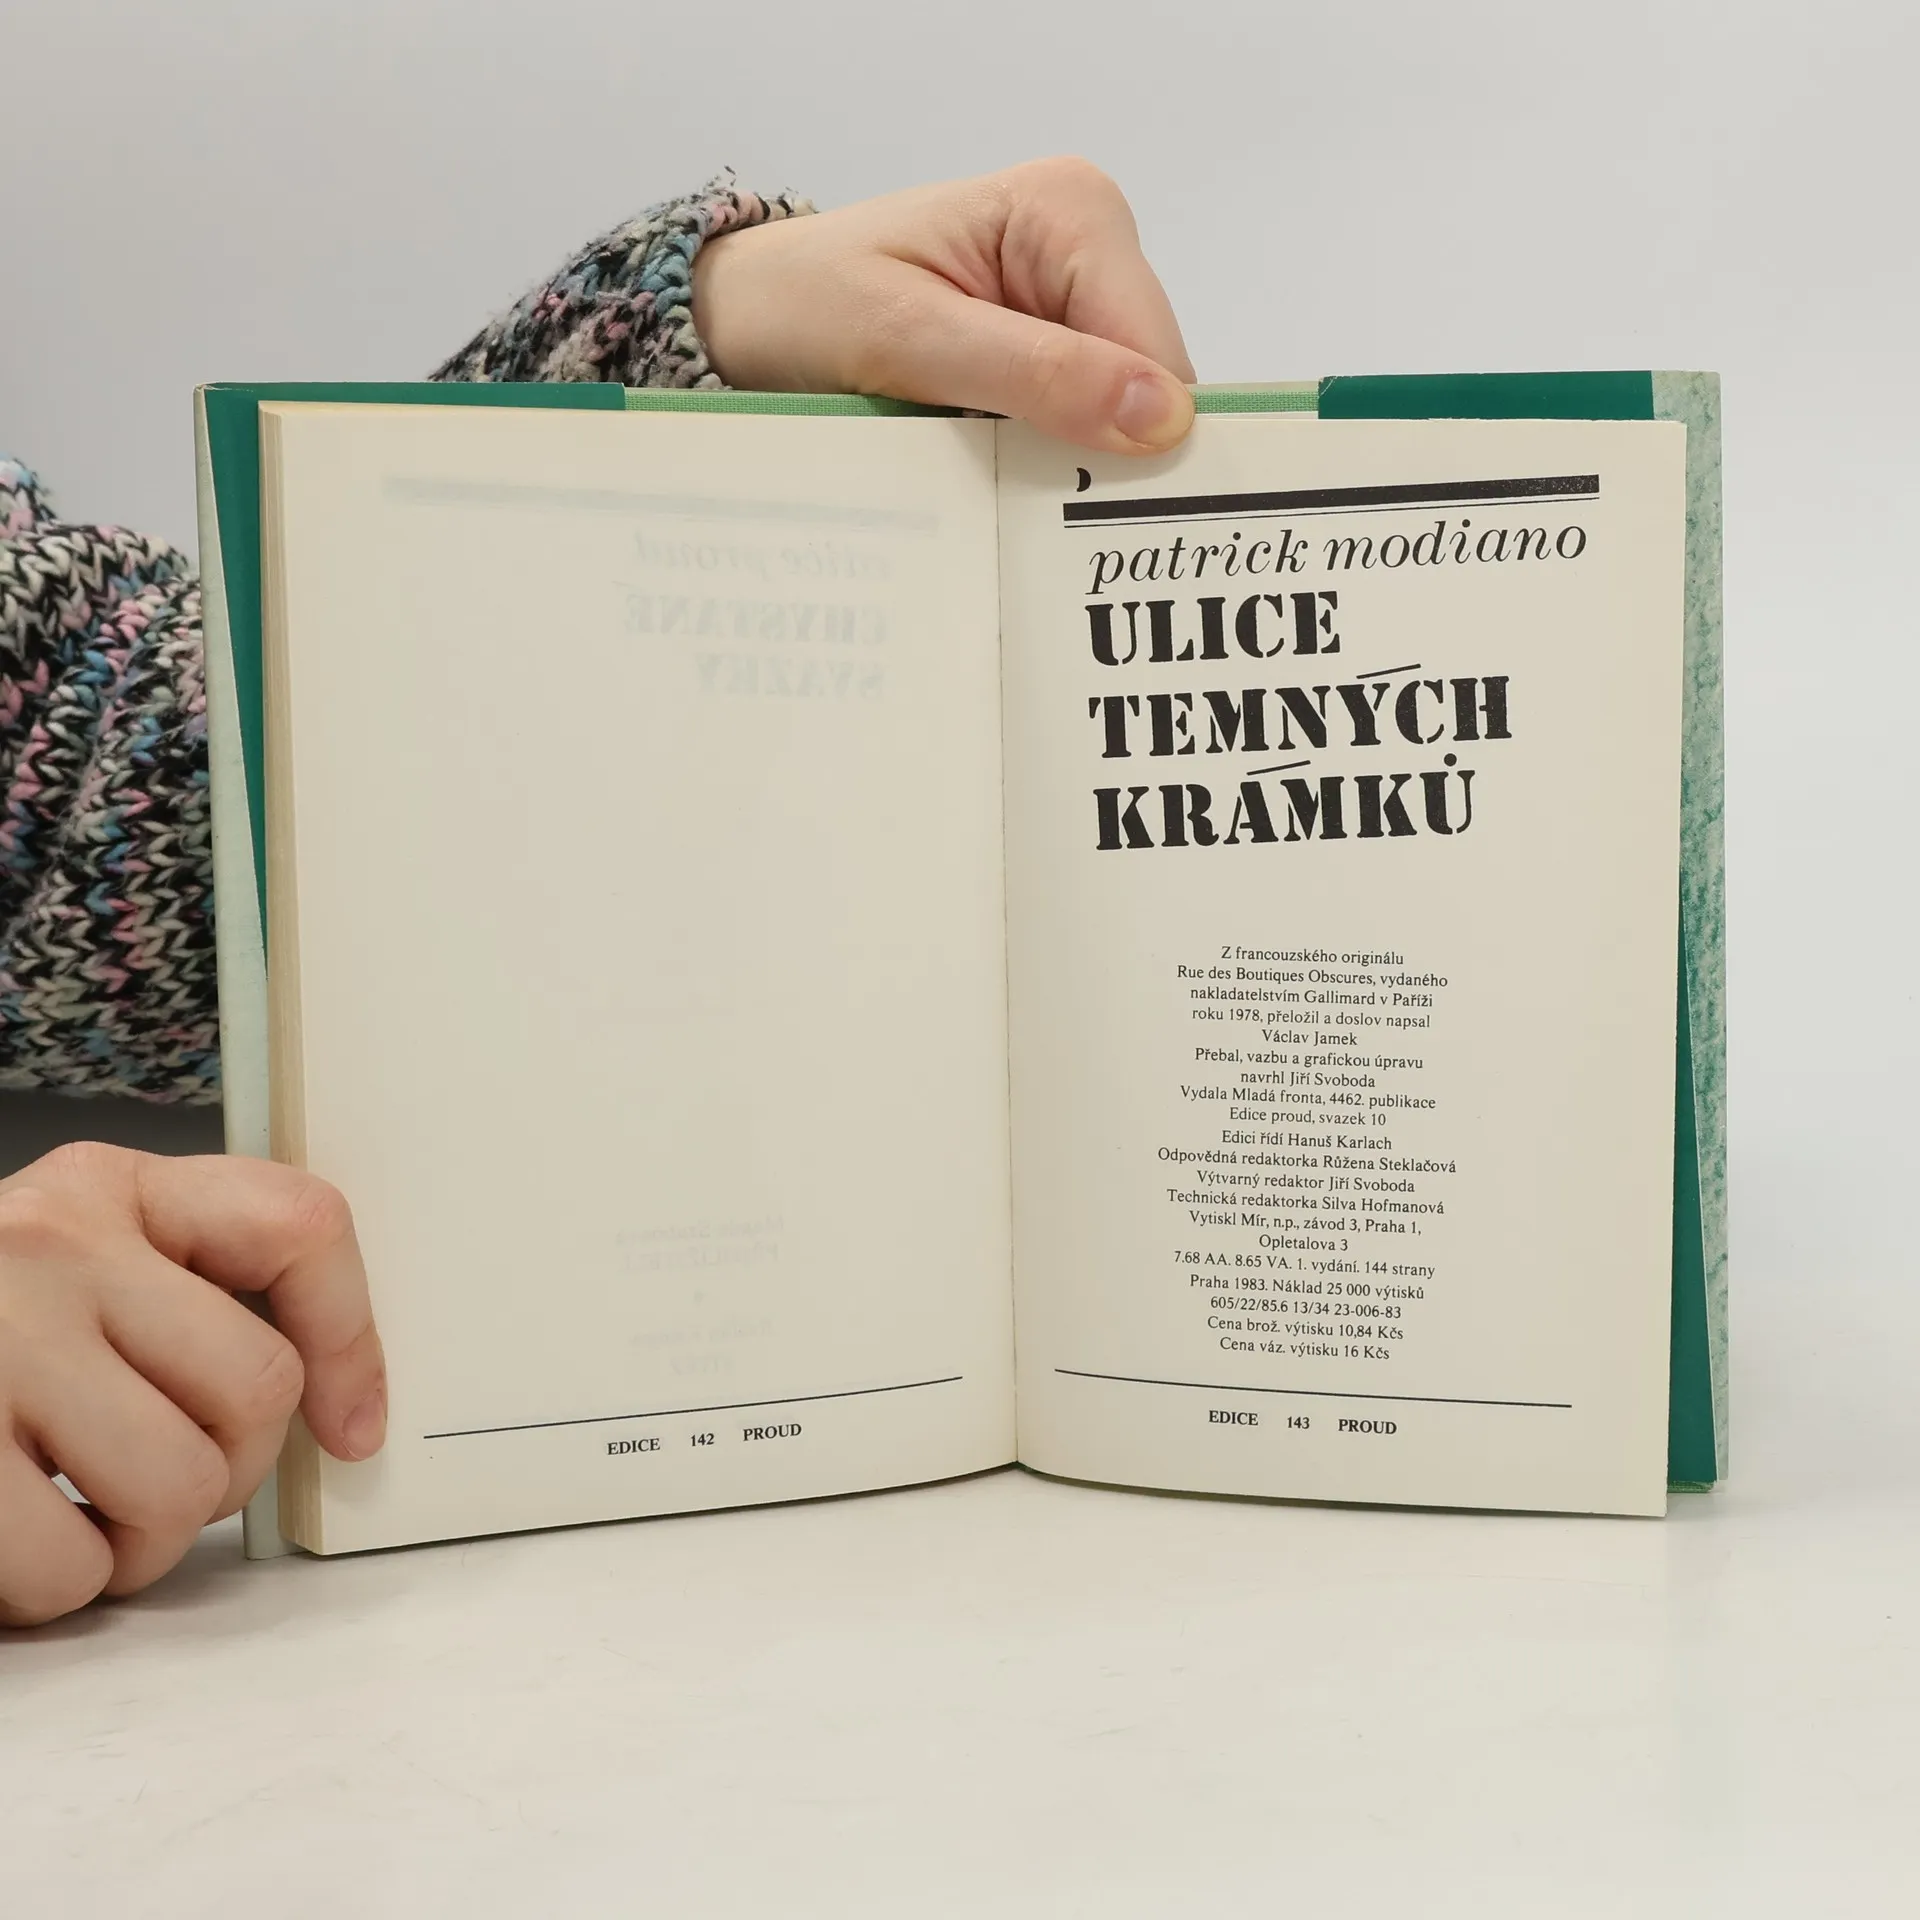 patrick modiano
ULICE
TEMNÝCH
KRÁMKŮ
Z francouzského originálu
Rue des Boutiques Obscures, vydaného
nakladatelstvím Gallimard v Paříži
roku 1978, přeložil a doslov napsal
Václav Jamek
Přebal, vazbu a grafickou úpravu
navrhl Jiří Svoboda
Vydala Mladá fronta, 4462. publikace
Edice proud, svazek 10
Edici řídí Hanuš Karlach
Odpovědná redaktorka Růžena Steklačová
Výtvarný redaktor Jiří Svoboda
Technická redaktorka Silva Hofmanová
Vytiskl Mír, n.p., závod 3, Praha 1,
Opletalova 3
7.68 AA. 8.65 VA. 1. vydání. 144 strany
Praha 1983. Náklad 25 000 výtisků
605/22/85.6 13/34 23-006-83
Cena brož. výtisku 10,84 Kčs
Cena váz. výtisku 16 Kčs
EDICE 142 PROUD
EDICE 143 PROUD